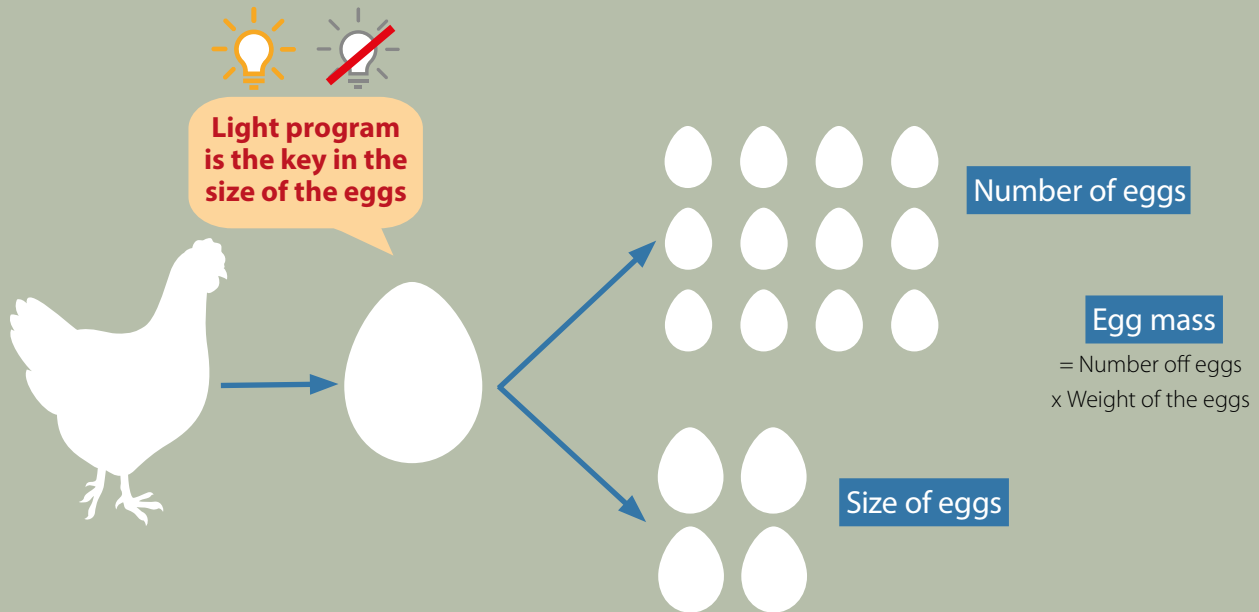 Light program
is the key in the
size of the eggs
Number of eggs
Egg mass
= Number off eggs
x Weight of the eggs
Size of eggs